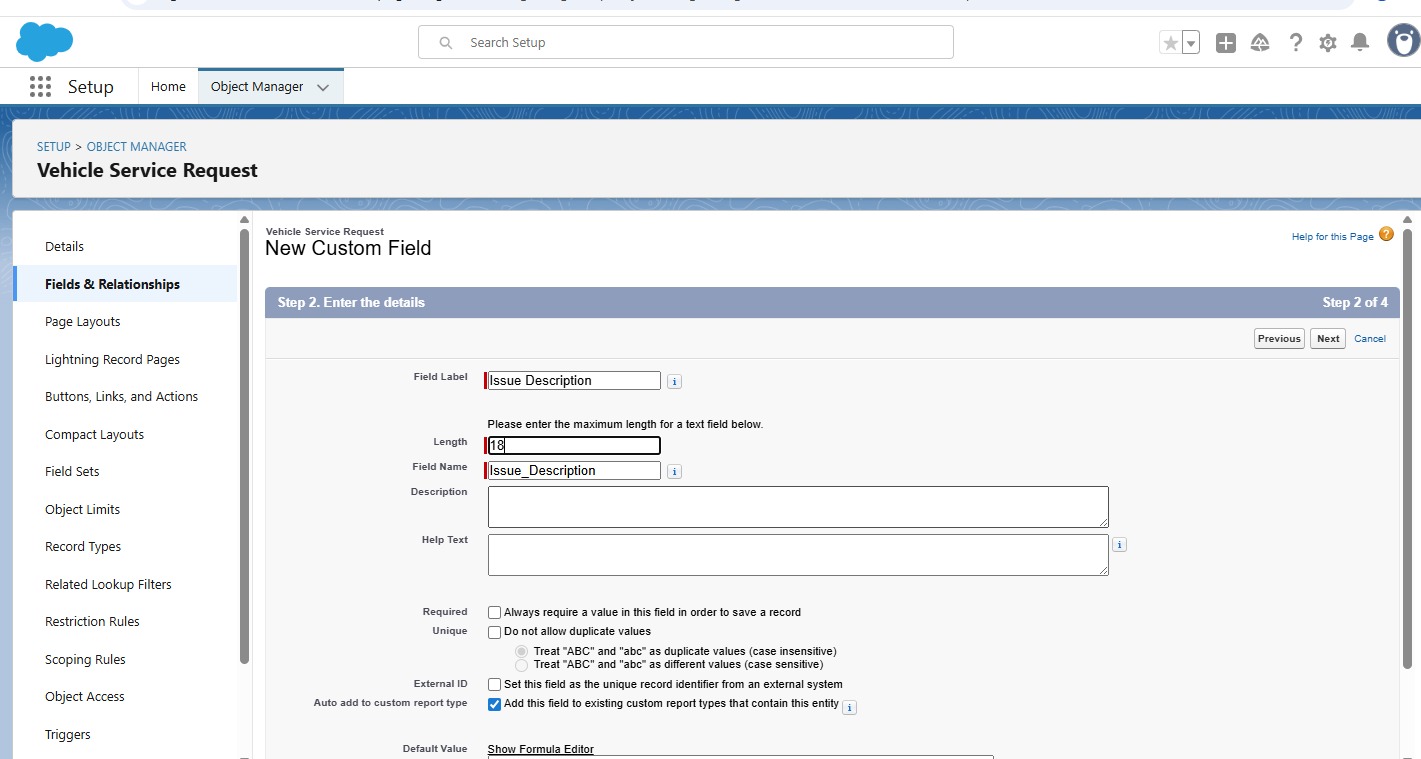 Search Setup
Setup
Home
Object Manager
SETUP > OBJECT MANAGER
Vehicle Service Request
Details
Fields & Relationships
Page Layouts
Lightning Record Pages
Buttons, Links, and Actions
Compact Layouts
Field Sets
Object Limits
Record Types
Related Lookup Filters
Restriction Rules
Scoping Rules
Object Access
Triggers
Vehicle Service Request
New Custom Field
Help for this Page ?
Step 2. Enter the details
Step 2 of 4
Previous Next Cancel
Field Label Issue Description i
Please enter the maximum length for a text field below.
Length 18
Field Name Issue_Description i
Description
Help Text i
Required Always require a value in this field in order to save a record
Unique Do not allow duplicate values
Treat "ABC" and "abc" as duplicate values (case insensitive)
Treat "ABC" and "abc" as different values (case sensitive)
External ID Set this field as the unique record identifier from an external system
Auto add to custom report type Add this field to existing custom report types that contain this entity i
Default Value Show Formula Editor